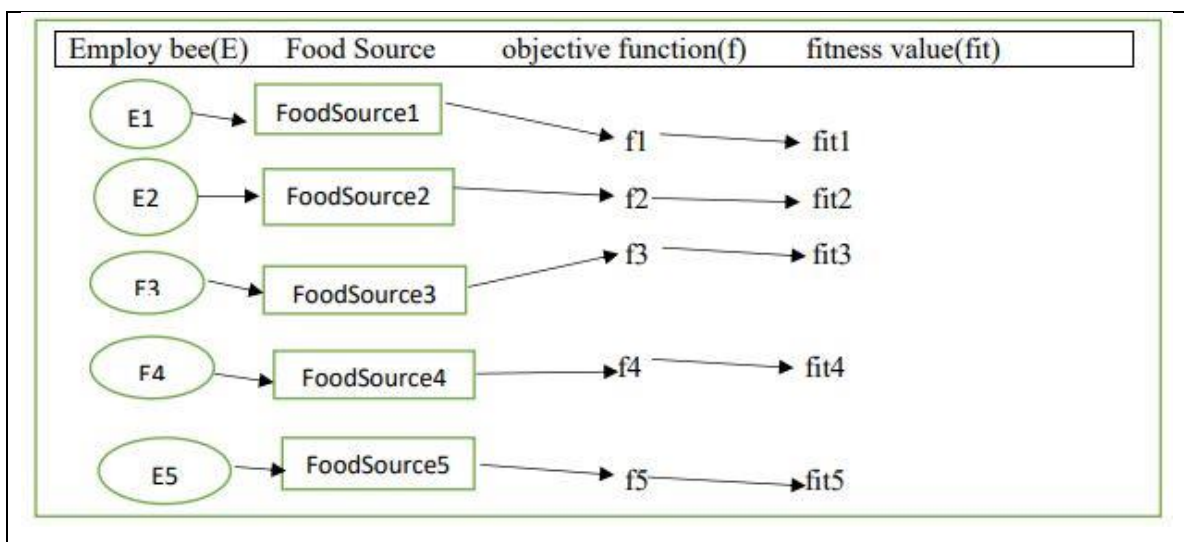 Employ bee(E) Food Source objective function(f) fitness value(fit)
E1 FoodSource1 f1 fit1
E2 FoodSource2 f2 fit2
E3 FoodSource3 f3 fit3
E4 FoodSource4 f4 fit4
E5 FoodSource5 f5 fit5